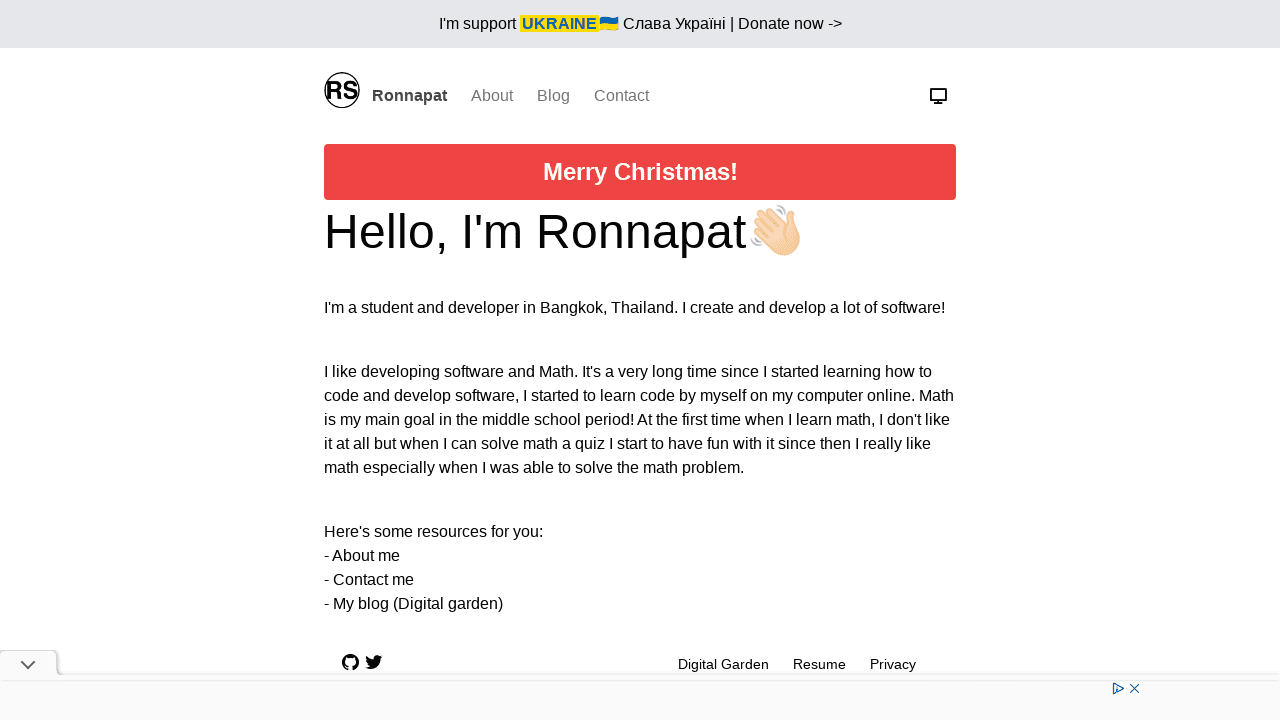 I'm support UKRAINE🇺🇦 Слава Україні | Donate now ->
RS Ronnapat About Blog Contact
Merry Christmas!
Hello, I'm Ronnapat👋🏻
I'm a student and developer in Bangkok, Thailand. I create and develop a lot of software!
I like developing software and Math. It's a very long time since I started learning how to
code and develop software, I started to learn code by myself on my computer online. Math
is my main goal in the middle school period! At the first time when I learn math, I don't like
it at all but when I can solve math a quiz I start to have fun with it since then I really like
math especially when I was able to solve the math problem.
Here's some resources for you:
- About me
- Contact me
- My blog (Digital garden)
Digital Garden Resume Privacy